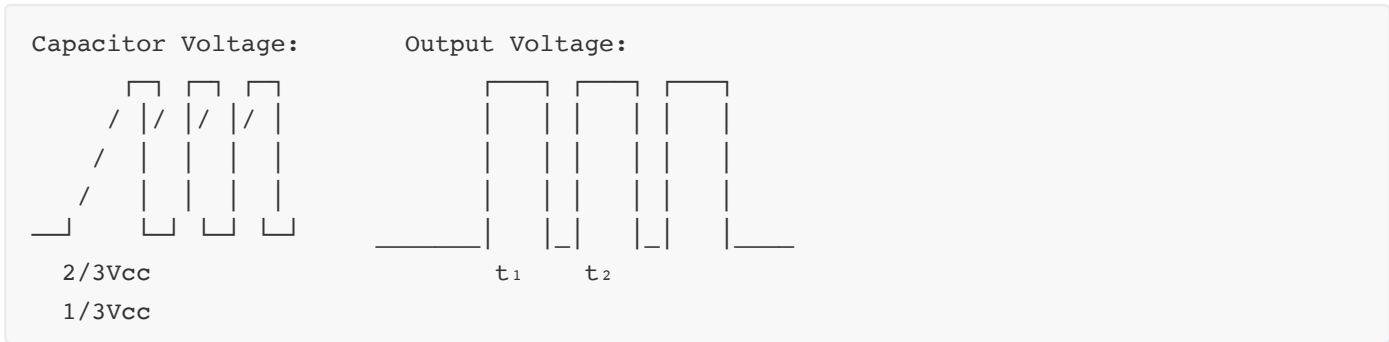 Capacitor Voltage:        Output Voltage:
2/3Vcc                       t₁     t₂
1/3Vcc